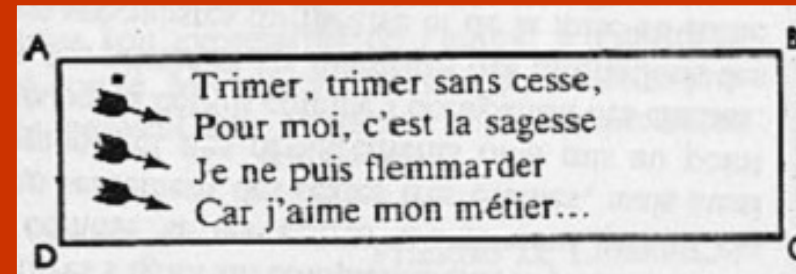 A
B
Trimer, trimer sans cesse,
Pour moi, c'est la sagesse
Je ne puis flemmarder
Car j'aime mon métier...
D
C